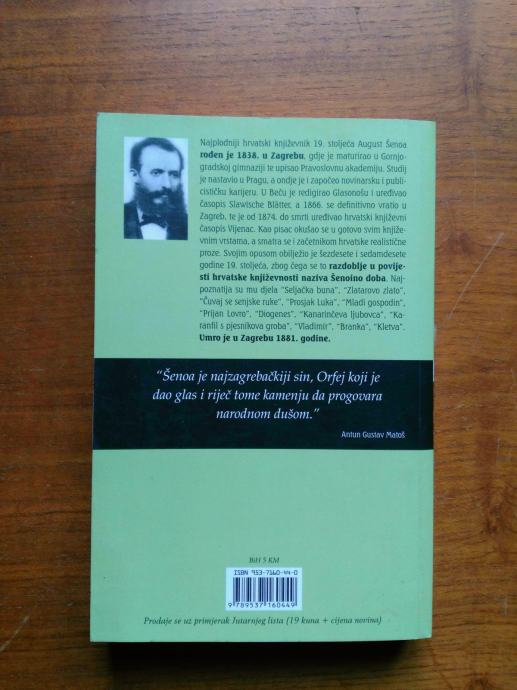 Najplodniji hrvatski književnik 19. stoljeća August Šenoa
rođen je 1838. u Zagrebu, gdje je maturirao u Gornjo-
gradskoj gimnaziji te upisao Pravoslovnu akademiju. Studij
je nastavio u Pragu, a ondje je i započeo novinarsku i publi-
cističku karijeru. U Beču je redigirao Glasonošu i uređivao
časopis Slawische Blätter, a 1866. se definitivno vratio u
Zagreb, te je od 1874. do smrti uređivao hrvatski književni
časopis Vijenac. Kao pisac okušao se u gotovo svim knjiže-
vnim vrstama, a smatra se i začetnikom hrvatske realistične
proze. Svojim opusom obilježio je šezdesete i sedamdesete
godine 19. stoljeća, zbog čega se to razdoblje u povije-
sti hrvatske književnosti naziva Šenoino doba. Naj-
poznatija su mu djela "Seljačka buna", "Zlatarovo zlato",
"Čuvaj se senjske ruke", "Prosjak Luka", "Mladi gospodin",
"Prijan Lovro", "Diogenes", "Kanarinčeva ljubovca", "Ka-
ranfil s pjesnikova groba", "Vladimir", "Branka", "Kletva".
Umro je u Zagrebu 1881. godine.
"Šenoa je najzagrebačkiji sin, Orfej koji je
dao glas i riječ tome kamenju da progovara
narodnom dušom."
Antun Gustav Matoš
BiH 5 KM
ISBN 953-7160-44-0
9 789537 160449
Prodaje se uz primjerak Jutarnjeg lista (19 kuna + cijena novina)